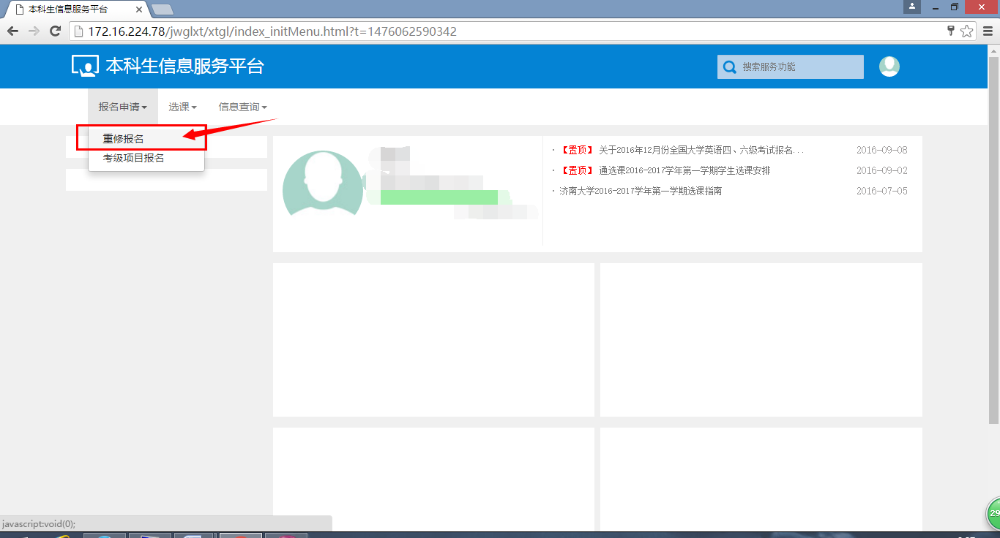 本科生信息服务平台
172.16.224.78/jwglxt/xtgl/index_initMenu.html?t=1476062590342
本科生信息服务平台
搜索服务功能
报名申请 选课 信息查询
重修报名
考级项目报名
· 【置顶】 关于2016年12月份全国大学英语四、六级考试报名... 2016-09-08
· 【置顶】 通选课2016-2017学年第一学期学生选课安排 2016-09-02
· 济南大学2016-2017学年第一学期选课指南 2016-07-05
29
javascript:void(0);